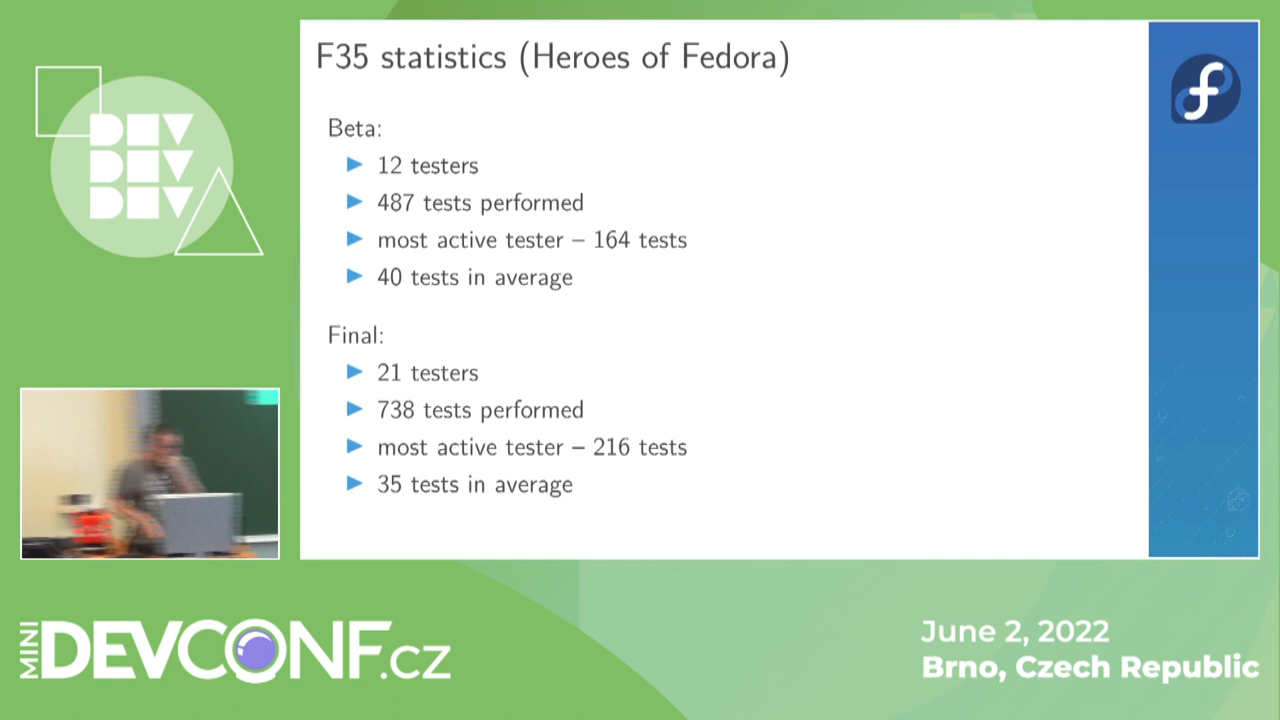 F35 statistics (Heroes of Fedora)
Beta:
12 testers
487 tests performed
most active tester – 164 tests
40 tests in average
Final:
21 testers
738 tests performed
most active tester – 216 tests
35 tests in average
DEV
DEV
DEV
MINI
DEVCONF.CZ
June 2, 2022
Brno, Czech Republic